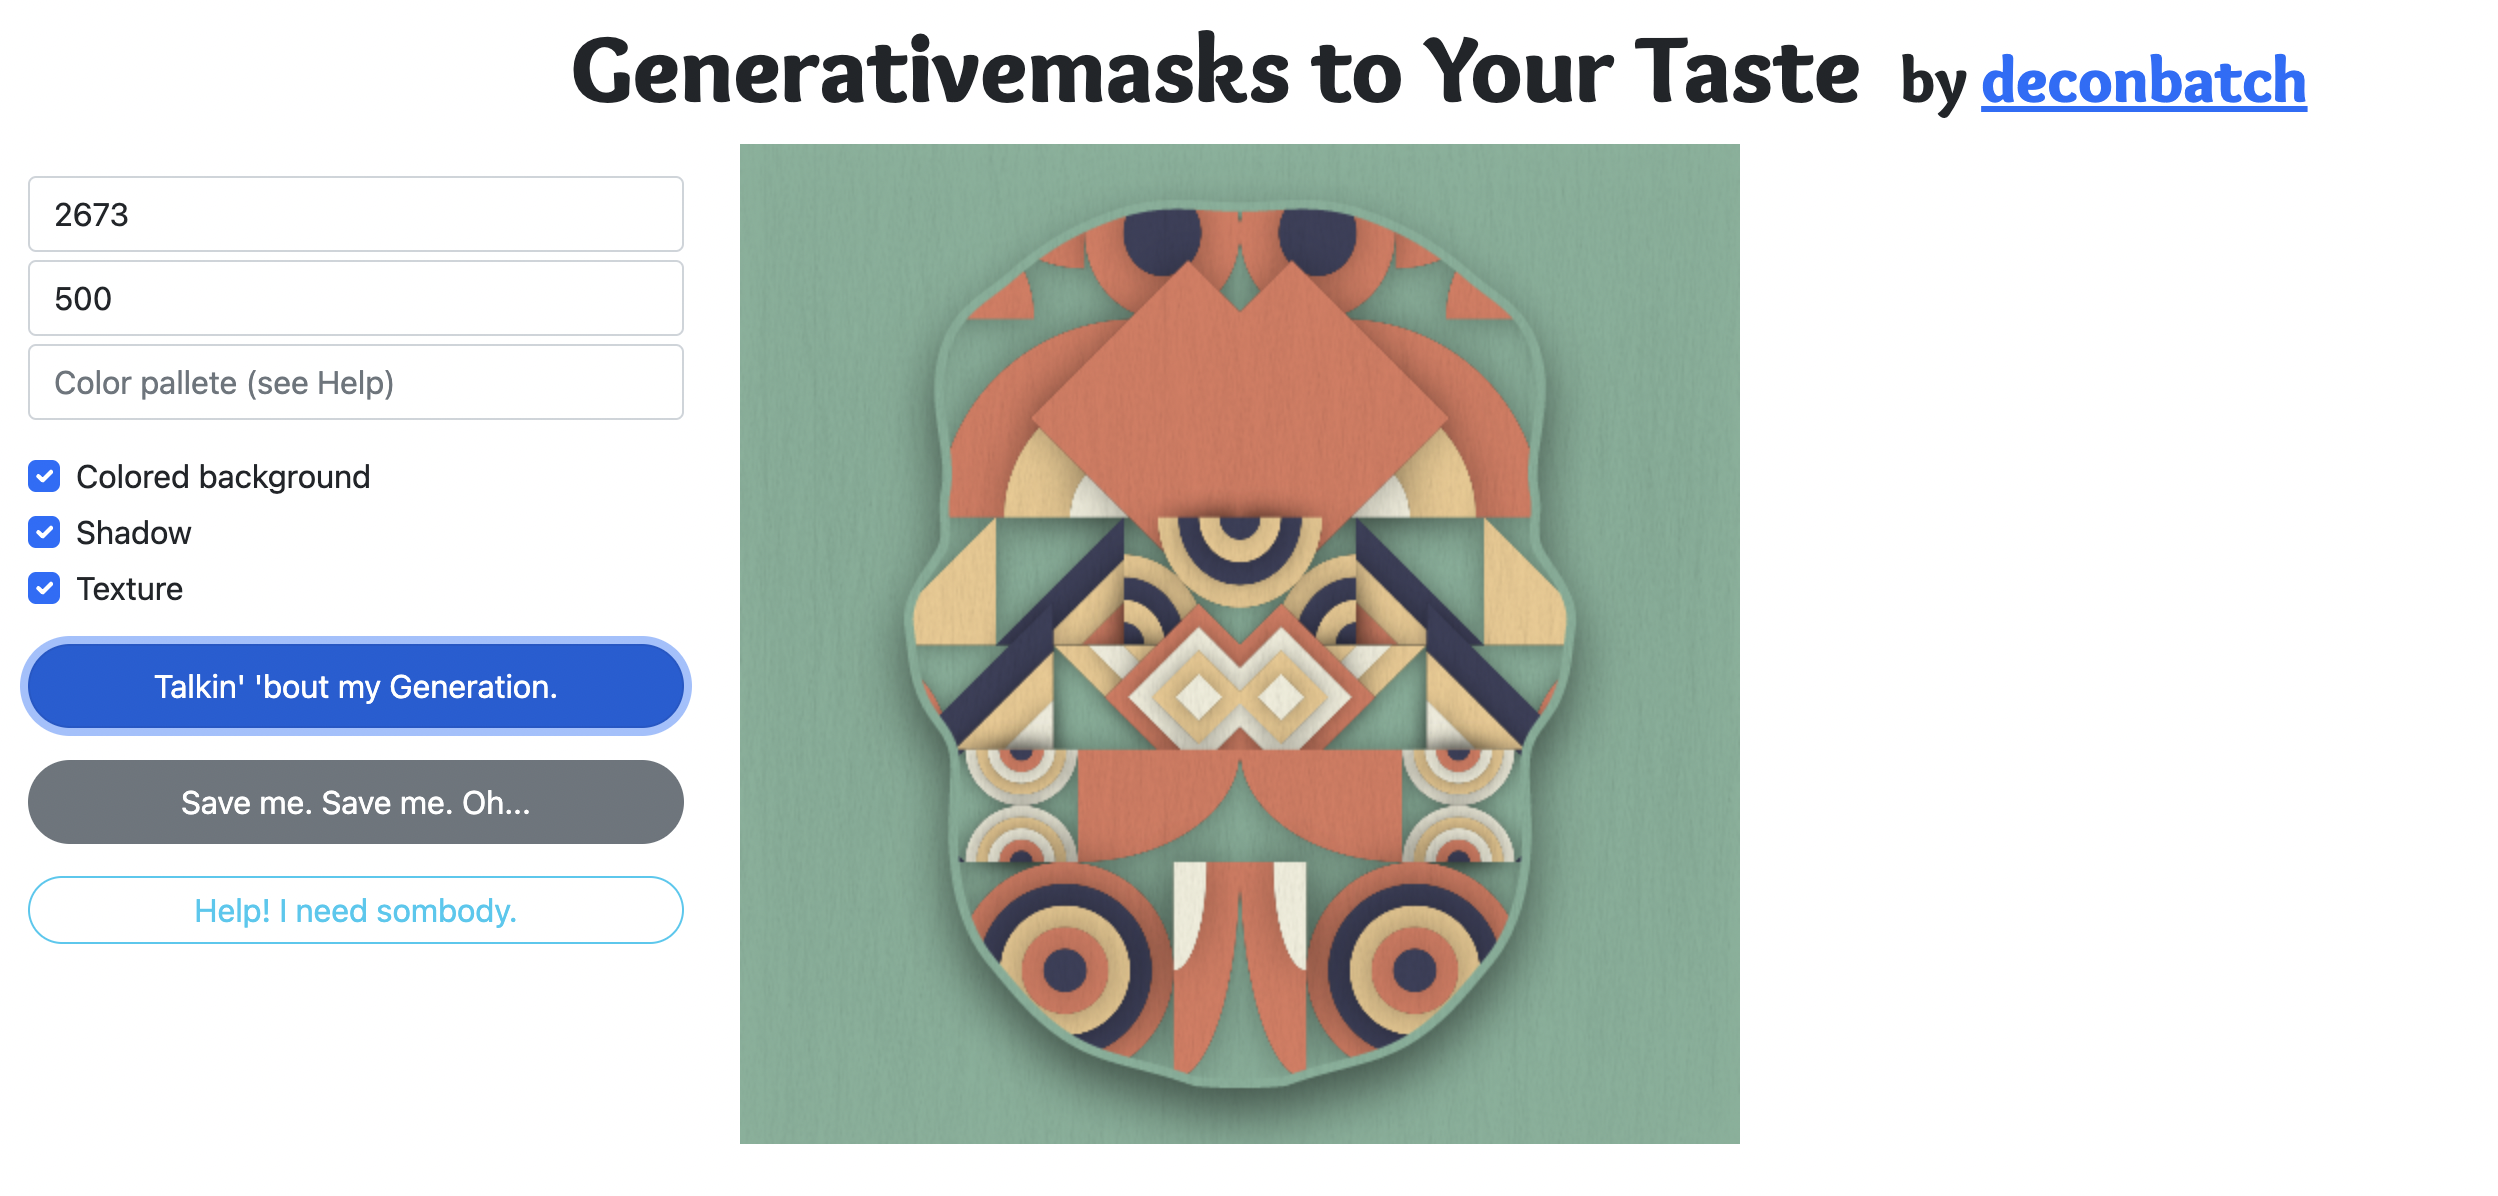 Generativemasks to Your Taste by deconbatch
2673
500
Color pallete (see Help)
Colored background
Shadow
Texture
Talkin' 'bout my Generation.
Save me. Save me. Oh...
Help! I need sombody.